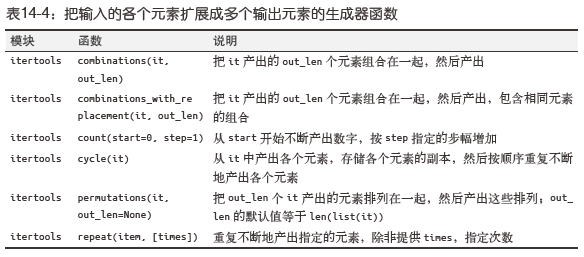 表14-4：把输入的各个元素扩展成多个输出元素的生成器函数
模块 函数 说明
itertools combinations(it, 把 it 产出的 out_len 个元素组合在一起，然后产出
out_len)
itertools combinations_with_re 把 it 产出的 out_len 个元素组合在一起，然后产出，包含相同元素
placement(it, out_len) 的组合
itertools count(start=0, step=1) 从 start 开始不断产出数字，按 step 指定的步幅增加
itertools cycle(it) 从 it 中产出各个元素，存储各个元素的副本，然后按顺序重复不断
地产出各个元素
itertools permutations(it, 把 out_len 个 it 产出的元素排列在一起，然后产出这些排列；out_
out_len=None) len 的默认值等于 len(list(it))
itertools repeat(item, [times]) 重复不断地产出指定的元素，除非提供 times，指定次数